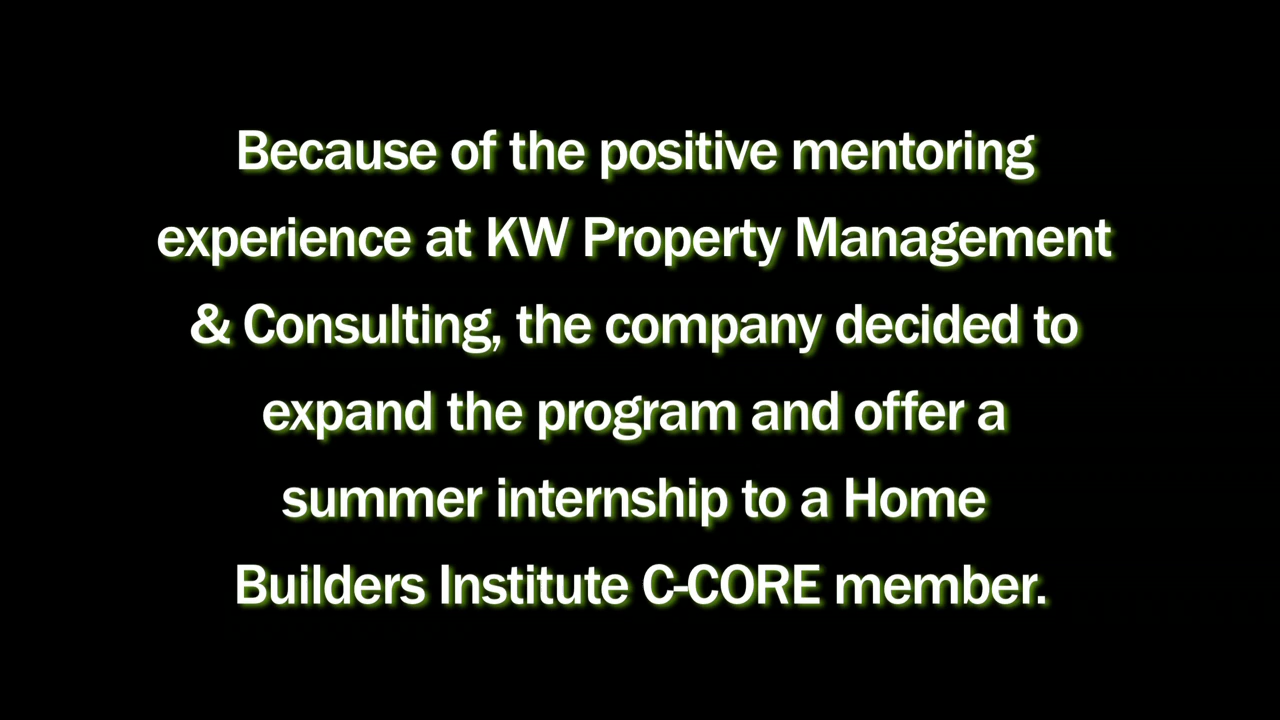 Because of the positive mentoring
experience at KW Property Management
& Consulting, the company decided to
expand the program and offer a
summer internship to a Home
Builders Institute C-CORE member.